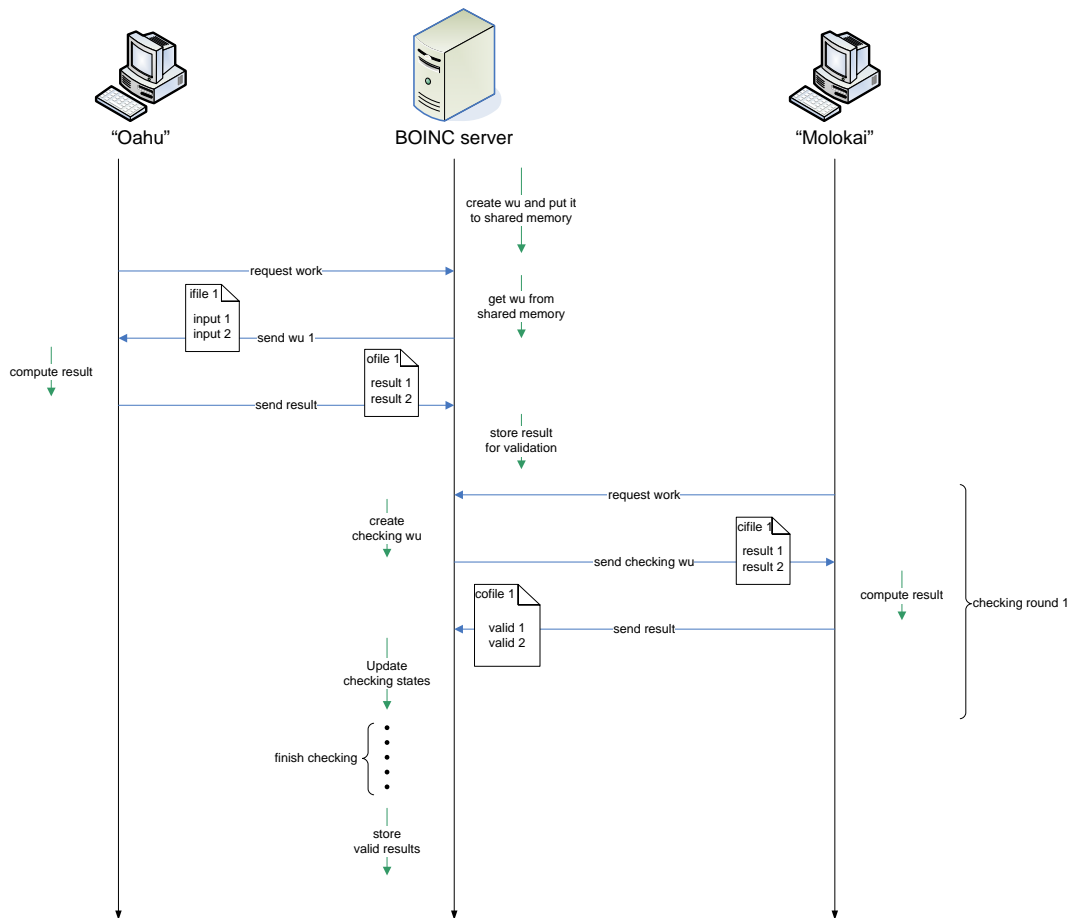 “Oahu”
BOINC server
“Molokai”
create wu and put it
to shared memory
request work
ifile 1
input 1
input 2
get wu from
shared memory
send wu 1
compute result
ofile 1
result 1
result 2
send result
store result
for validation
request work
create
checking wu
cifile 1
result 1
result 2
send checking wu
compute result
checking round 1
cofile 1
valid 1
valid 2
send result
Update
checking states
finish checking
store
valid results